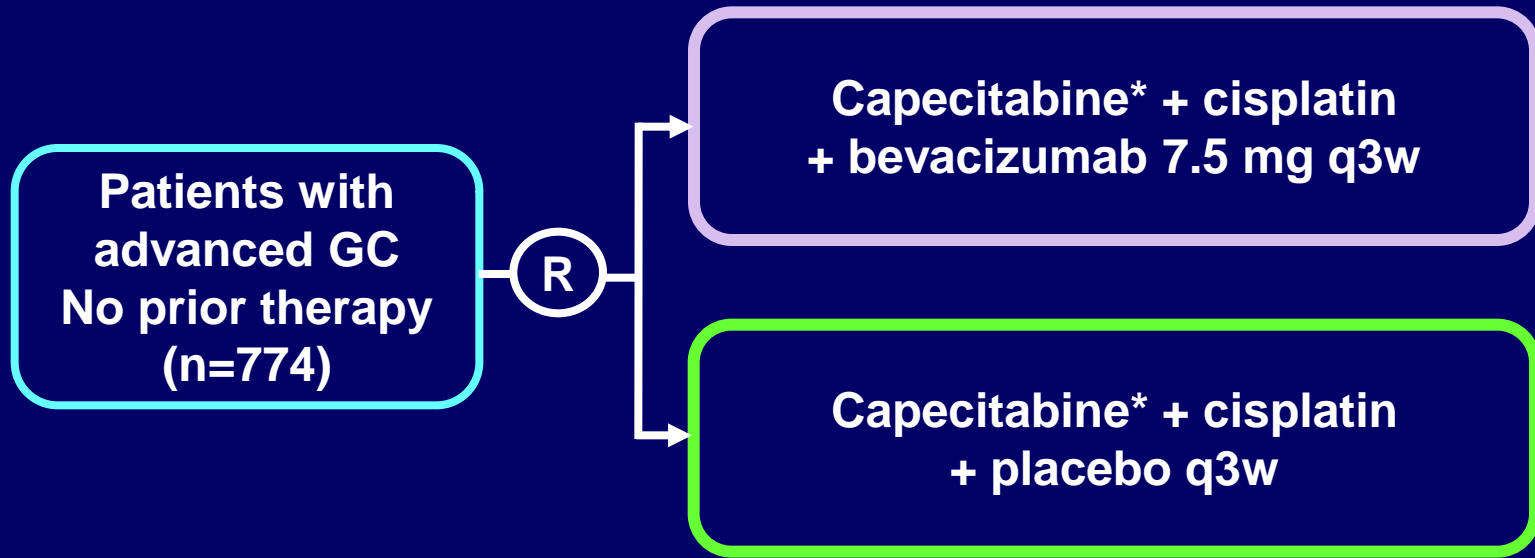 Patients with
advanced GC
No prior therapy
(n=774)
R
Capecitabine* + cisplatin
+ bevacizumab 7.5 mg q3w
Capecitabine* + cisplatin
+ placebo q3w